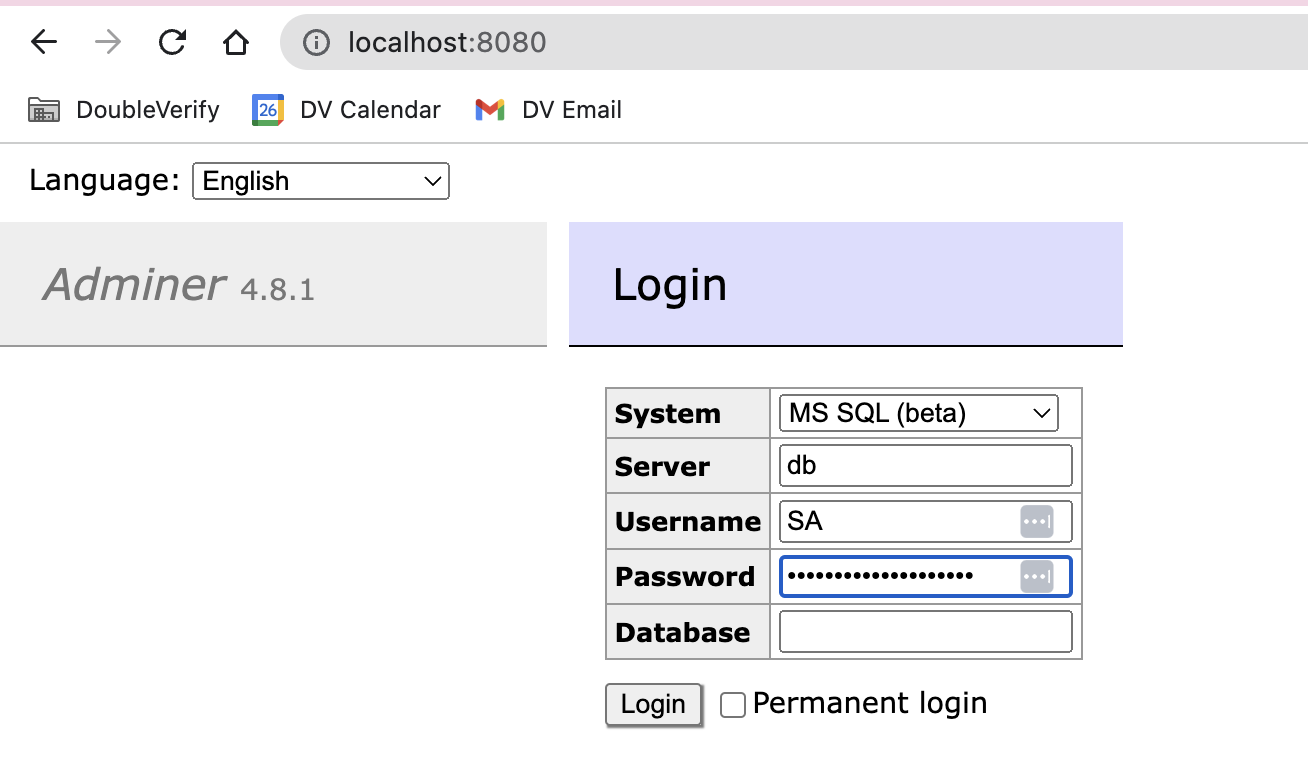 localhost:8080
DoubleVerify 26 DV Calendar DV Email
Language: English
Adminer 4.8.1
Login
System MS SQL (beta)
Server db
Username SA
Password ••••••••••••••••••••
Database
Login Permanent login